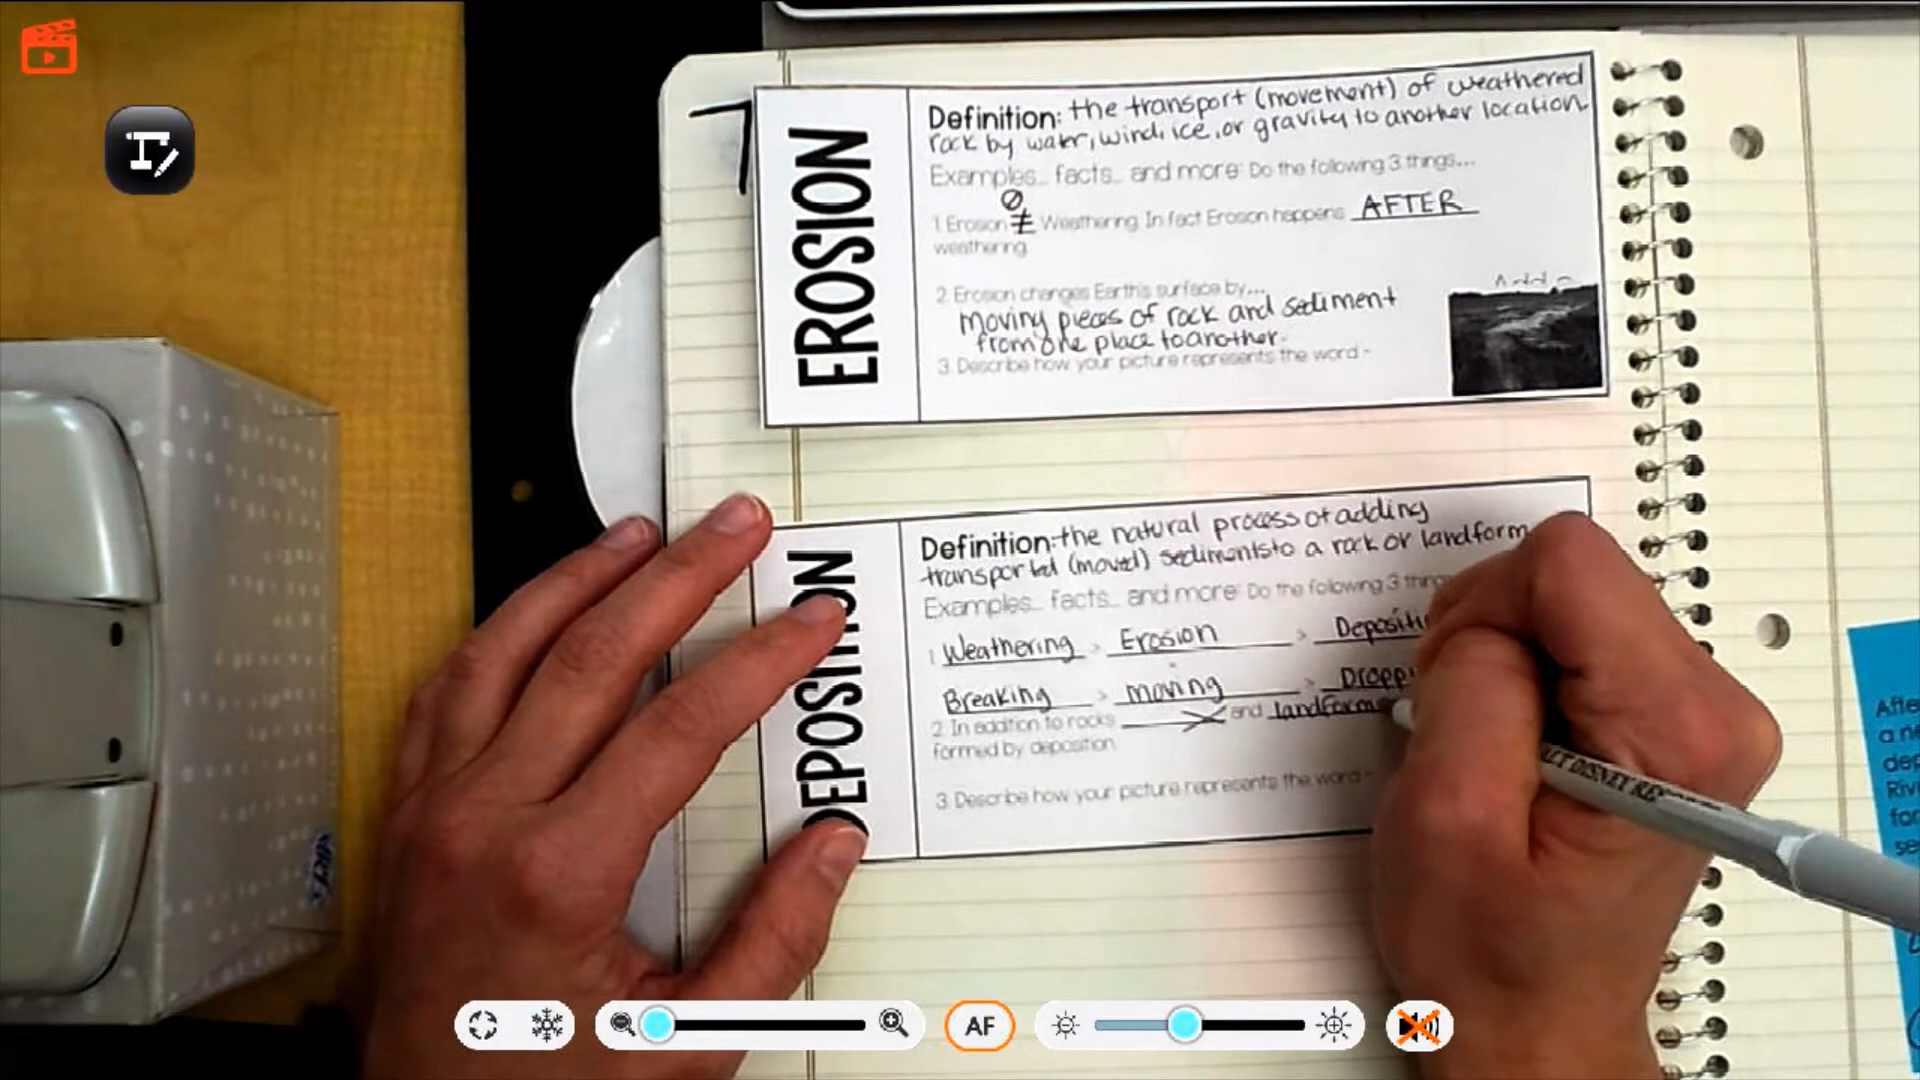 EROSION
Definition: the transport (movement) of weathered
rock by water, wind, ice, or gravity to another location
Examples... facts... and more: Do the following 3 things...
1. Erosion ≠ Weathering. In fact Erosion happens AFTER
weathering.
2. Erosion changes Earth's surface by...
moving pieces of rock and sediment
from one place to another.
3. Describe how your picture represents the word -
DEPOSITION
Definition: the natural process of adding
transported (moved) sediments to a rock or landform
Examples... facts... and more: Do the following 3
1. Weathering > Erosion >
Breaking > moving >
2. In addition to rocks and landforms
formed by deposition.
3. Describe how your picture represents the word -
WALT DISNEY
After
AF